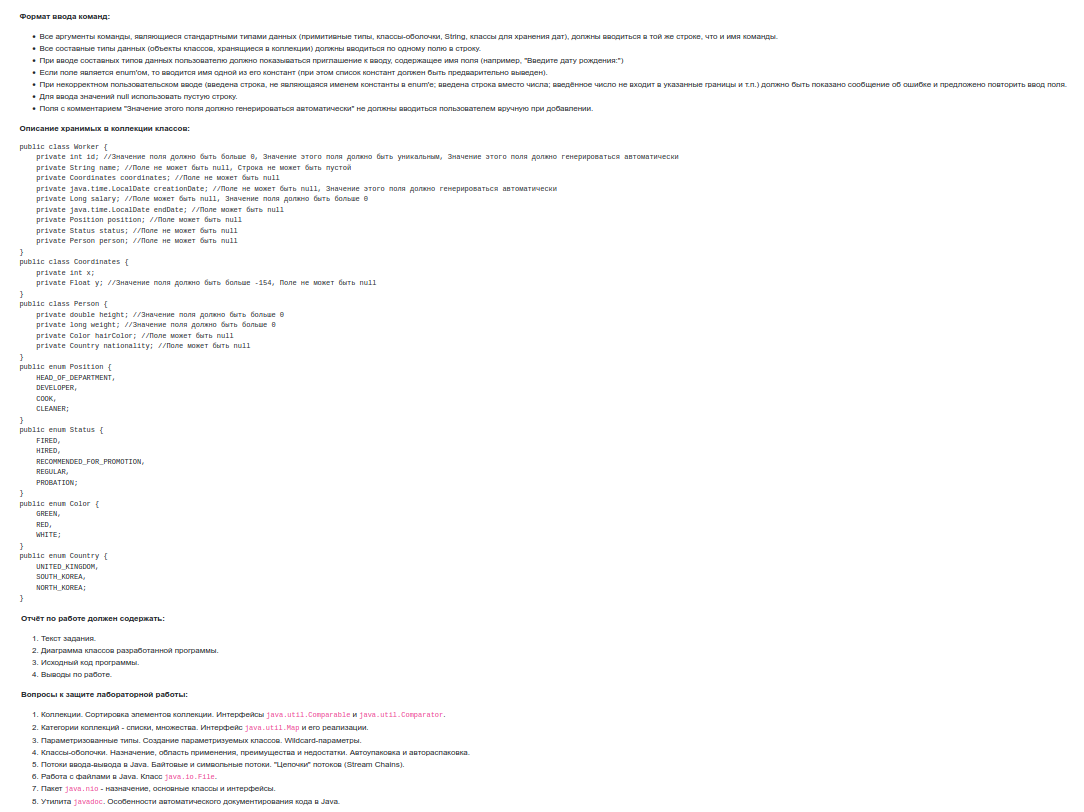 Формат ввода команд:
• Все аргументы команды, являющиеся стандартными типами данных (примитивные типы, классы-оболочки, String, классы для хранения дат), должны вводиться в той же строке, что и имя команды.
• Все составные типы данных (объекты классов, хранящиеся в коллекции) должны вводиться по одному полю в строку.
• При вводе составных типов данных пользователю должно показываться приглашение к вводу, содержащее имя поля (например, "Введите дату рождения:")
• Если поле является enum'ом, то вводится имя одной из его констант (при этом список констант должен быть предварительно выведен).
• При некорректном пользовательском вводе (введена строка, не являющаяся именем константы в enum'е; введена строка вместо числа; введённое число не входит в указанные границы и т.п.) должно быть показано сообщение об ошибке и предложено повторить ввод поля.
• Для ввода значений null использовать пустую строку.
• Поля с комментарием "Значение этого поля должно генерироваться автоматически" не должны вводиться пользователем вручную при добавлении.
Описание хранимых в коллекции классов:
public class Worker {
    private int id; //Значение поля должно быть больше 0, Значение этого поля должно быть уникальным, Значение этого поля должно генерироваться автоматически
    private String name; //Поле не может быть null, Строка не может быть пустой
    private Coordinates coordinates; //Поле не может быть null
    private java.time.LocalDate creationDate; //Поле не может быть null, Значение этого поля должно генерироваться автоматически
    private Long salary; //Поле может быть null, Значение поля должно быть больше 0
    private java.time.LocalDate endDate; //Поле может быть null
    private Position position; //Поле может быть null
    private Status status; //Поле не может быть null
    private Person person; //Поле не может быть null
}
public class Coordinates {
    private int x;
    private Float y; //Значение поля должно быть больше -154, Поле не может быть null
}
public class Person {
    private double height; //Значение поля должно быть больше 0
    private long weight; //Значение поля должно быть больше 0
    private Color hairColor; //Поле может быть null
    private Country nationality; //Поле может быть null
}
public enum Position {
    HEAD_OF_DEPARTMENT,
    DEVELOPER,
    COOK,
    CLEANER;
}
public enum Status {
    FIRED,
    HIRED,
    RECOMMENDED_FOR_PROMOTION,
    REGULAR,
    PROBATION;
}
public enum Color {
    GREEN,
    RED,
    WHITE;
}
public enum Country {
    UNITED_KINGDOM,
    SOUTH_KOREA,
    NORTH_KOREA;
}
Отчёт по работе должен содержать:
1. Текст задания.
2. Диаграмма классов разработанной программы.
3. Исходный код программы.
4. Выводы по работе.
Вопросы к защите лабораторной работы:
1. Коллекции. Сортировка элементов коллекции. Интерфейсы java.util.Comparable и java.util.Comparator.
2. Категории коллекций - списки, множества. Интерфейс java.util.Map и его реализации.
3. Параметризованные типы. Создание параметризуемых классов. Wildcard-параметры.
4. Классы-оболочки. Назначение, область применения, преимущества и недостатки. Автоупаковка и автораспаковка.
5. Потоки ввода-вывода в Java. Байтовые и символьные потоки. "Цепочки" потоков (Stream Chains).
6. Работа с файлами в Java. Класс java.io.File.
7. Пакет java.nio - назначение, основные классы и интерфейсы.
8. Утилита javadoc. Особенности автоматического документирования кода в Java.